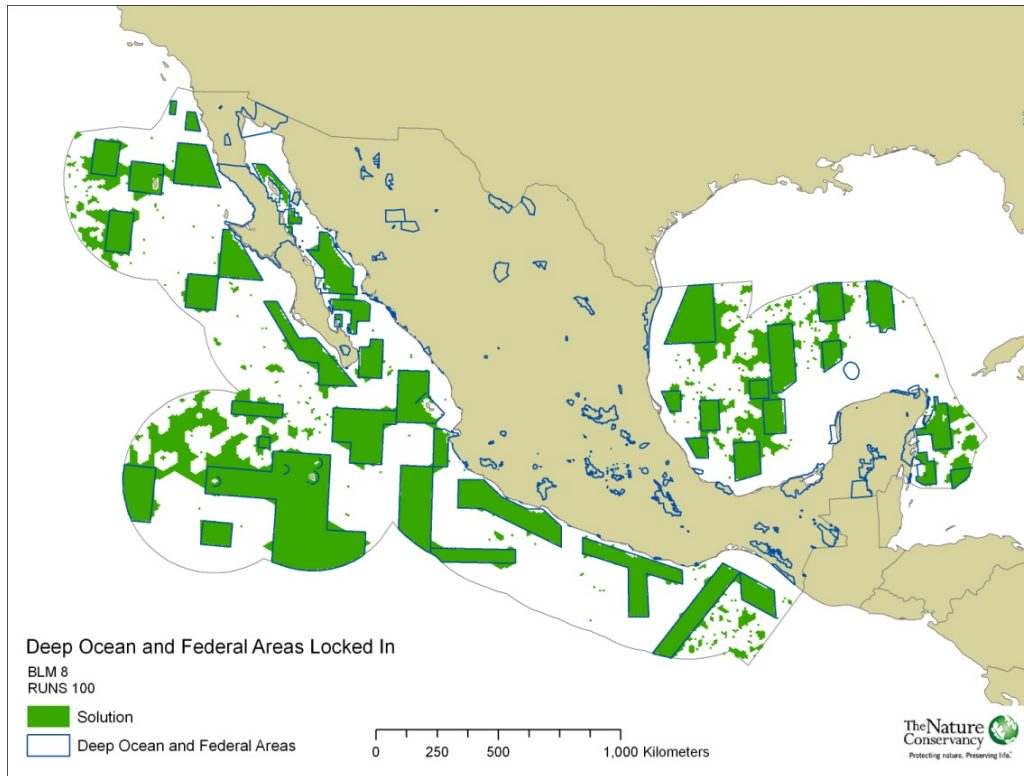 Deep Ocean and Federal Areas Locked In
BLM 8
RUNS 100
Solution
Deep Ocean and Federal Areas
0 250 500 1,000 Kilometers
The Nature
Conservancy
Protecting nature. Preserving life.™